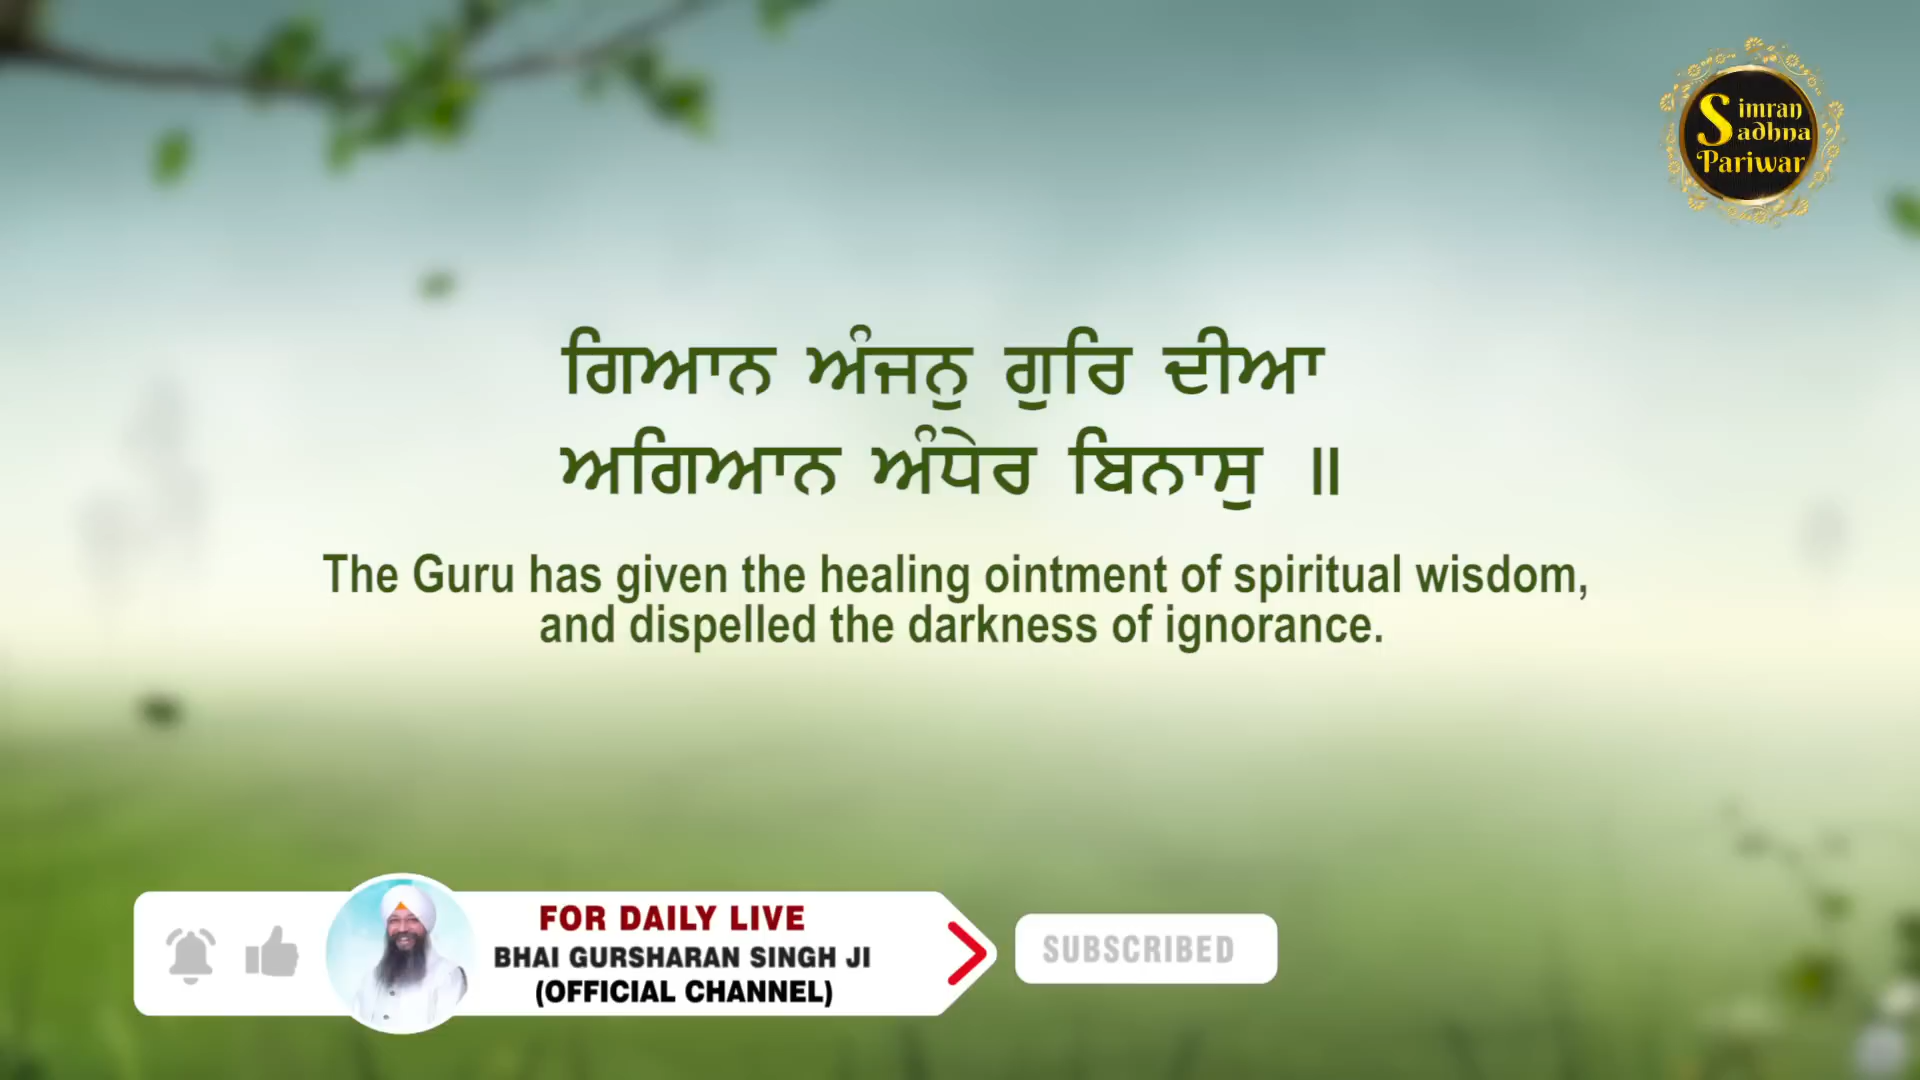 Simran
Sadhna
Pariwar
ਗਿਆਨ ਅੰਜਨੁ ਗੁਰਿ ਦੀਆ
ਅਗਿਆਨ ਅੰਧੇਰ ਬਿਨਾਸੁ ॥
The Guru has given the healing ointment of spiritual wisdom,
and dispelled the darkness of ignorance.
FOR DAILY LIVE
BHAI GURSHARAN SINGH JI
(OFFICIAL CHANNEL)
SUBSCRIBED